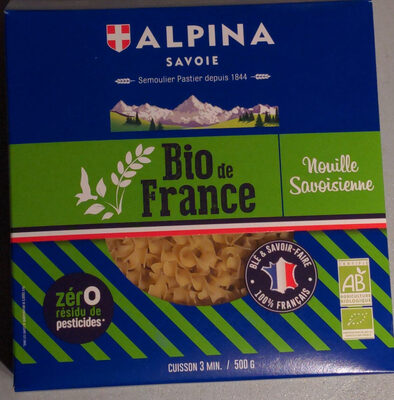 ALPINA
SAVOIE
Semoulier Pastier depuis 1844
Bio de
France
Nouille
Savoisienne
zérO
résidu de
pesticides*
BLÉ & SAVOIR-FAIRE
100% FRANÇAIS
CERTIFIÉ
AB
AGRICULTURE
BIOLOGIQUE
CUISSON 3 MIN. / 500 G